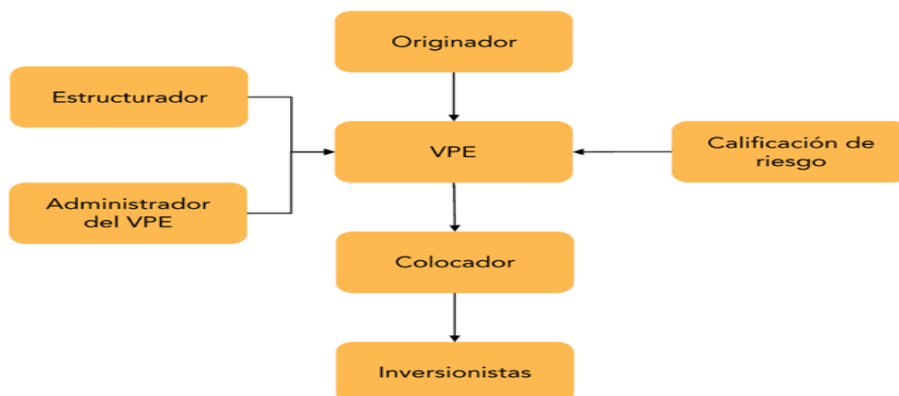 Originador
Estructurador
VPE
Calificación de
riesgo
Administrador
del VPE
Colocador
Inversionistas